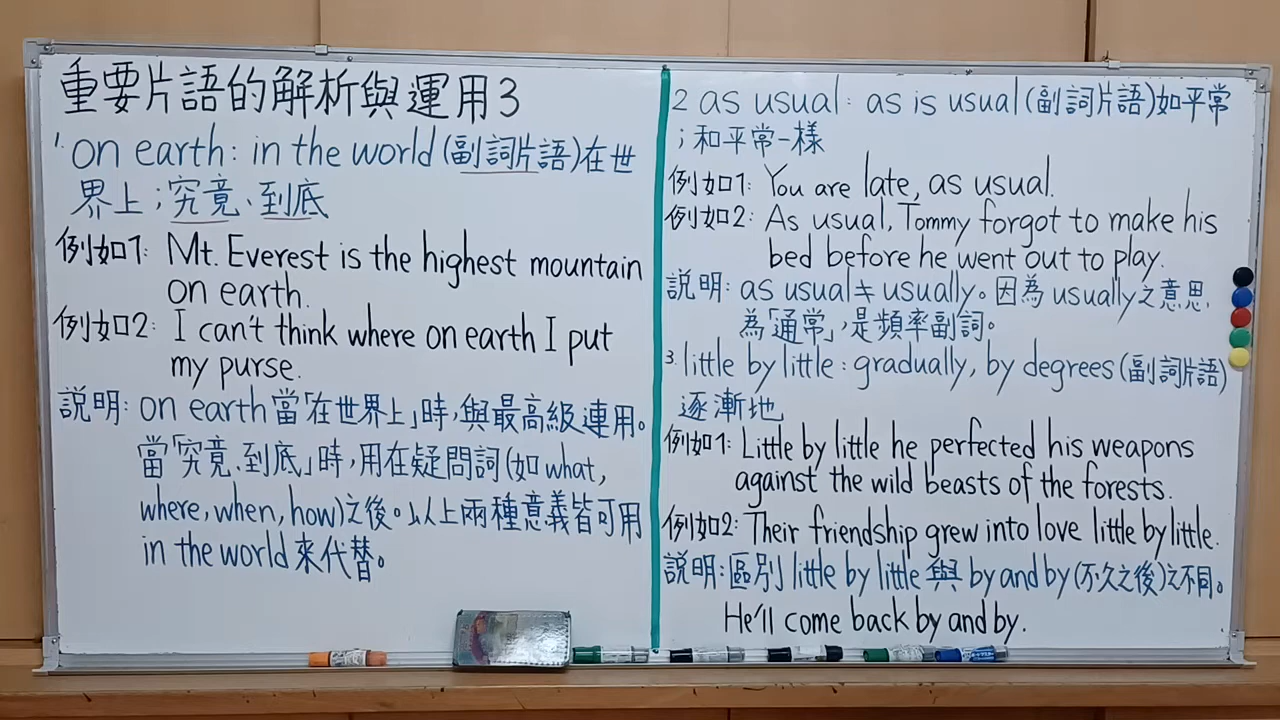 重要片語的解析與運用3
1. on earth: in the world (副詞片語)在世
界上；究竟、到底
例如1: Mt. Everest is the highest mountain
on earth.
例如2: I can't think where on earth I put
my purse.
說明: on earth當「在世界上」時,與最高級連用。
當「究竟、到底」時,用在疑問詞(如what,
where, when, how)之後。以上兩種意義皆可用
in the world 來代替。
2 as usual: as is usual (副詞片語)如平常
；和平常一樣
例如1: You are late, as usual.
例如2: As usual, Tommy forgot to make his
bed before he went out to play.
說明: as usual ≠ usually。因為usually之意思
為「通常」,是頻率副詞。
3. little by little: gradually, by degrees (副詞片語)
逐漸地
例如1: Little by little he perfected his weapons
against the wild beasts of the forests.
例如2: Their friendship grew into love little by little.
說明: 區別 little by little 與 by and by (不久之後)之不同。
He'll come back by and by.